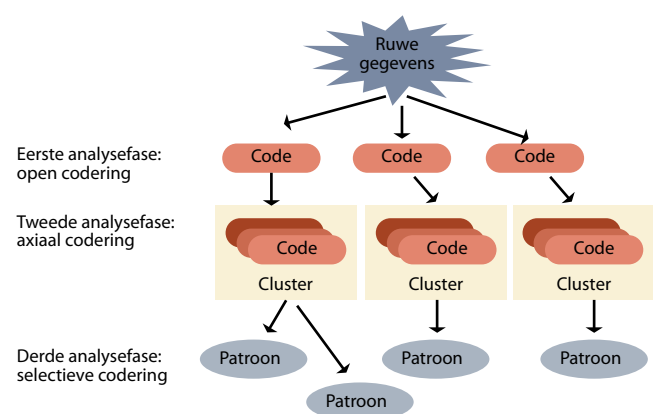 Ruwe
gegevens
Eerste analysefase:
open codering
Code
Code
Code
Tweede analysefase:
axiaal codering
Code
Cluster
Code
Cluster
Code
Cluster
Derde analysefase:
selectieve codering
Patroon
Patroon
Patroon
Patroon